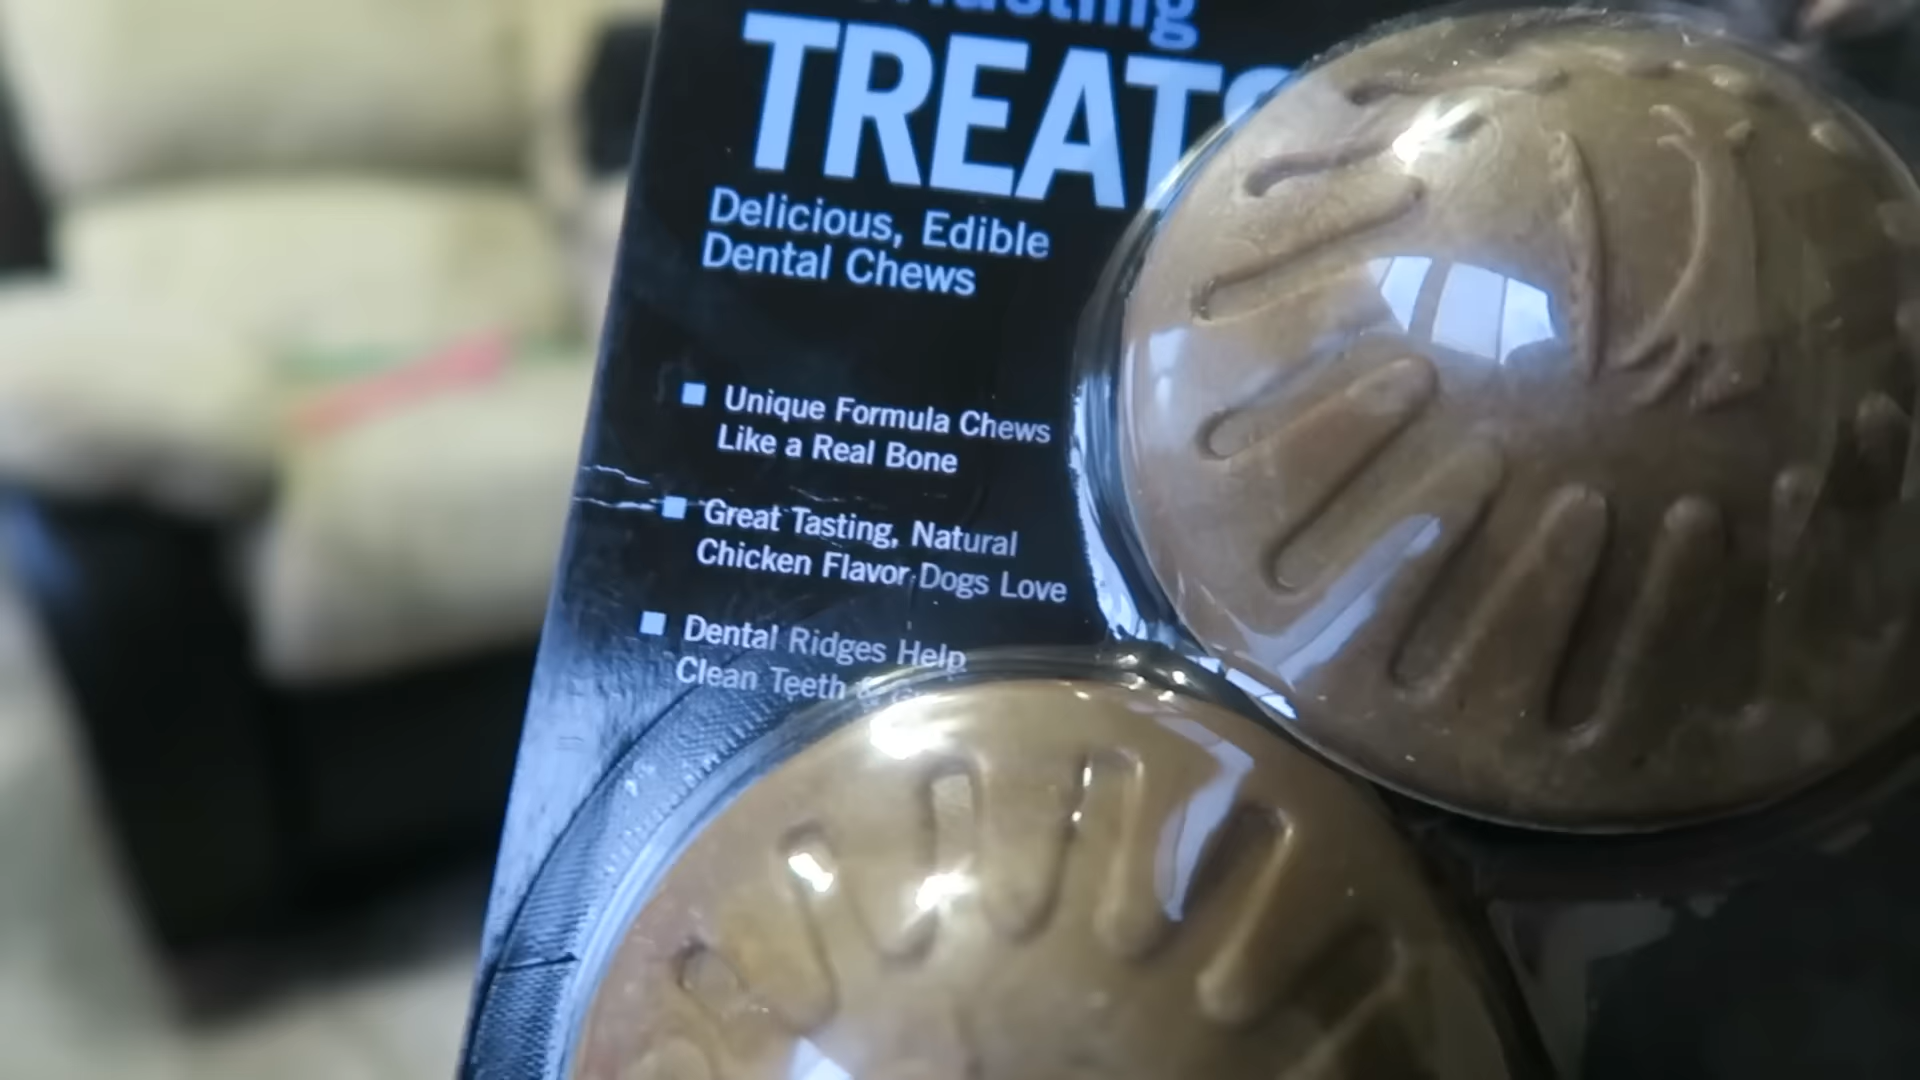 TREATS
Delicious, Edible
Dental Chews
Unique Formula Chews
Like a Real Bone
Great Tasting, Natural
Chicken Flavor Dogs Love
Dental Ridges Help
Clean Teeth &